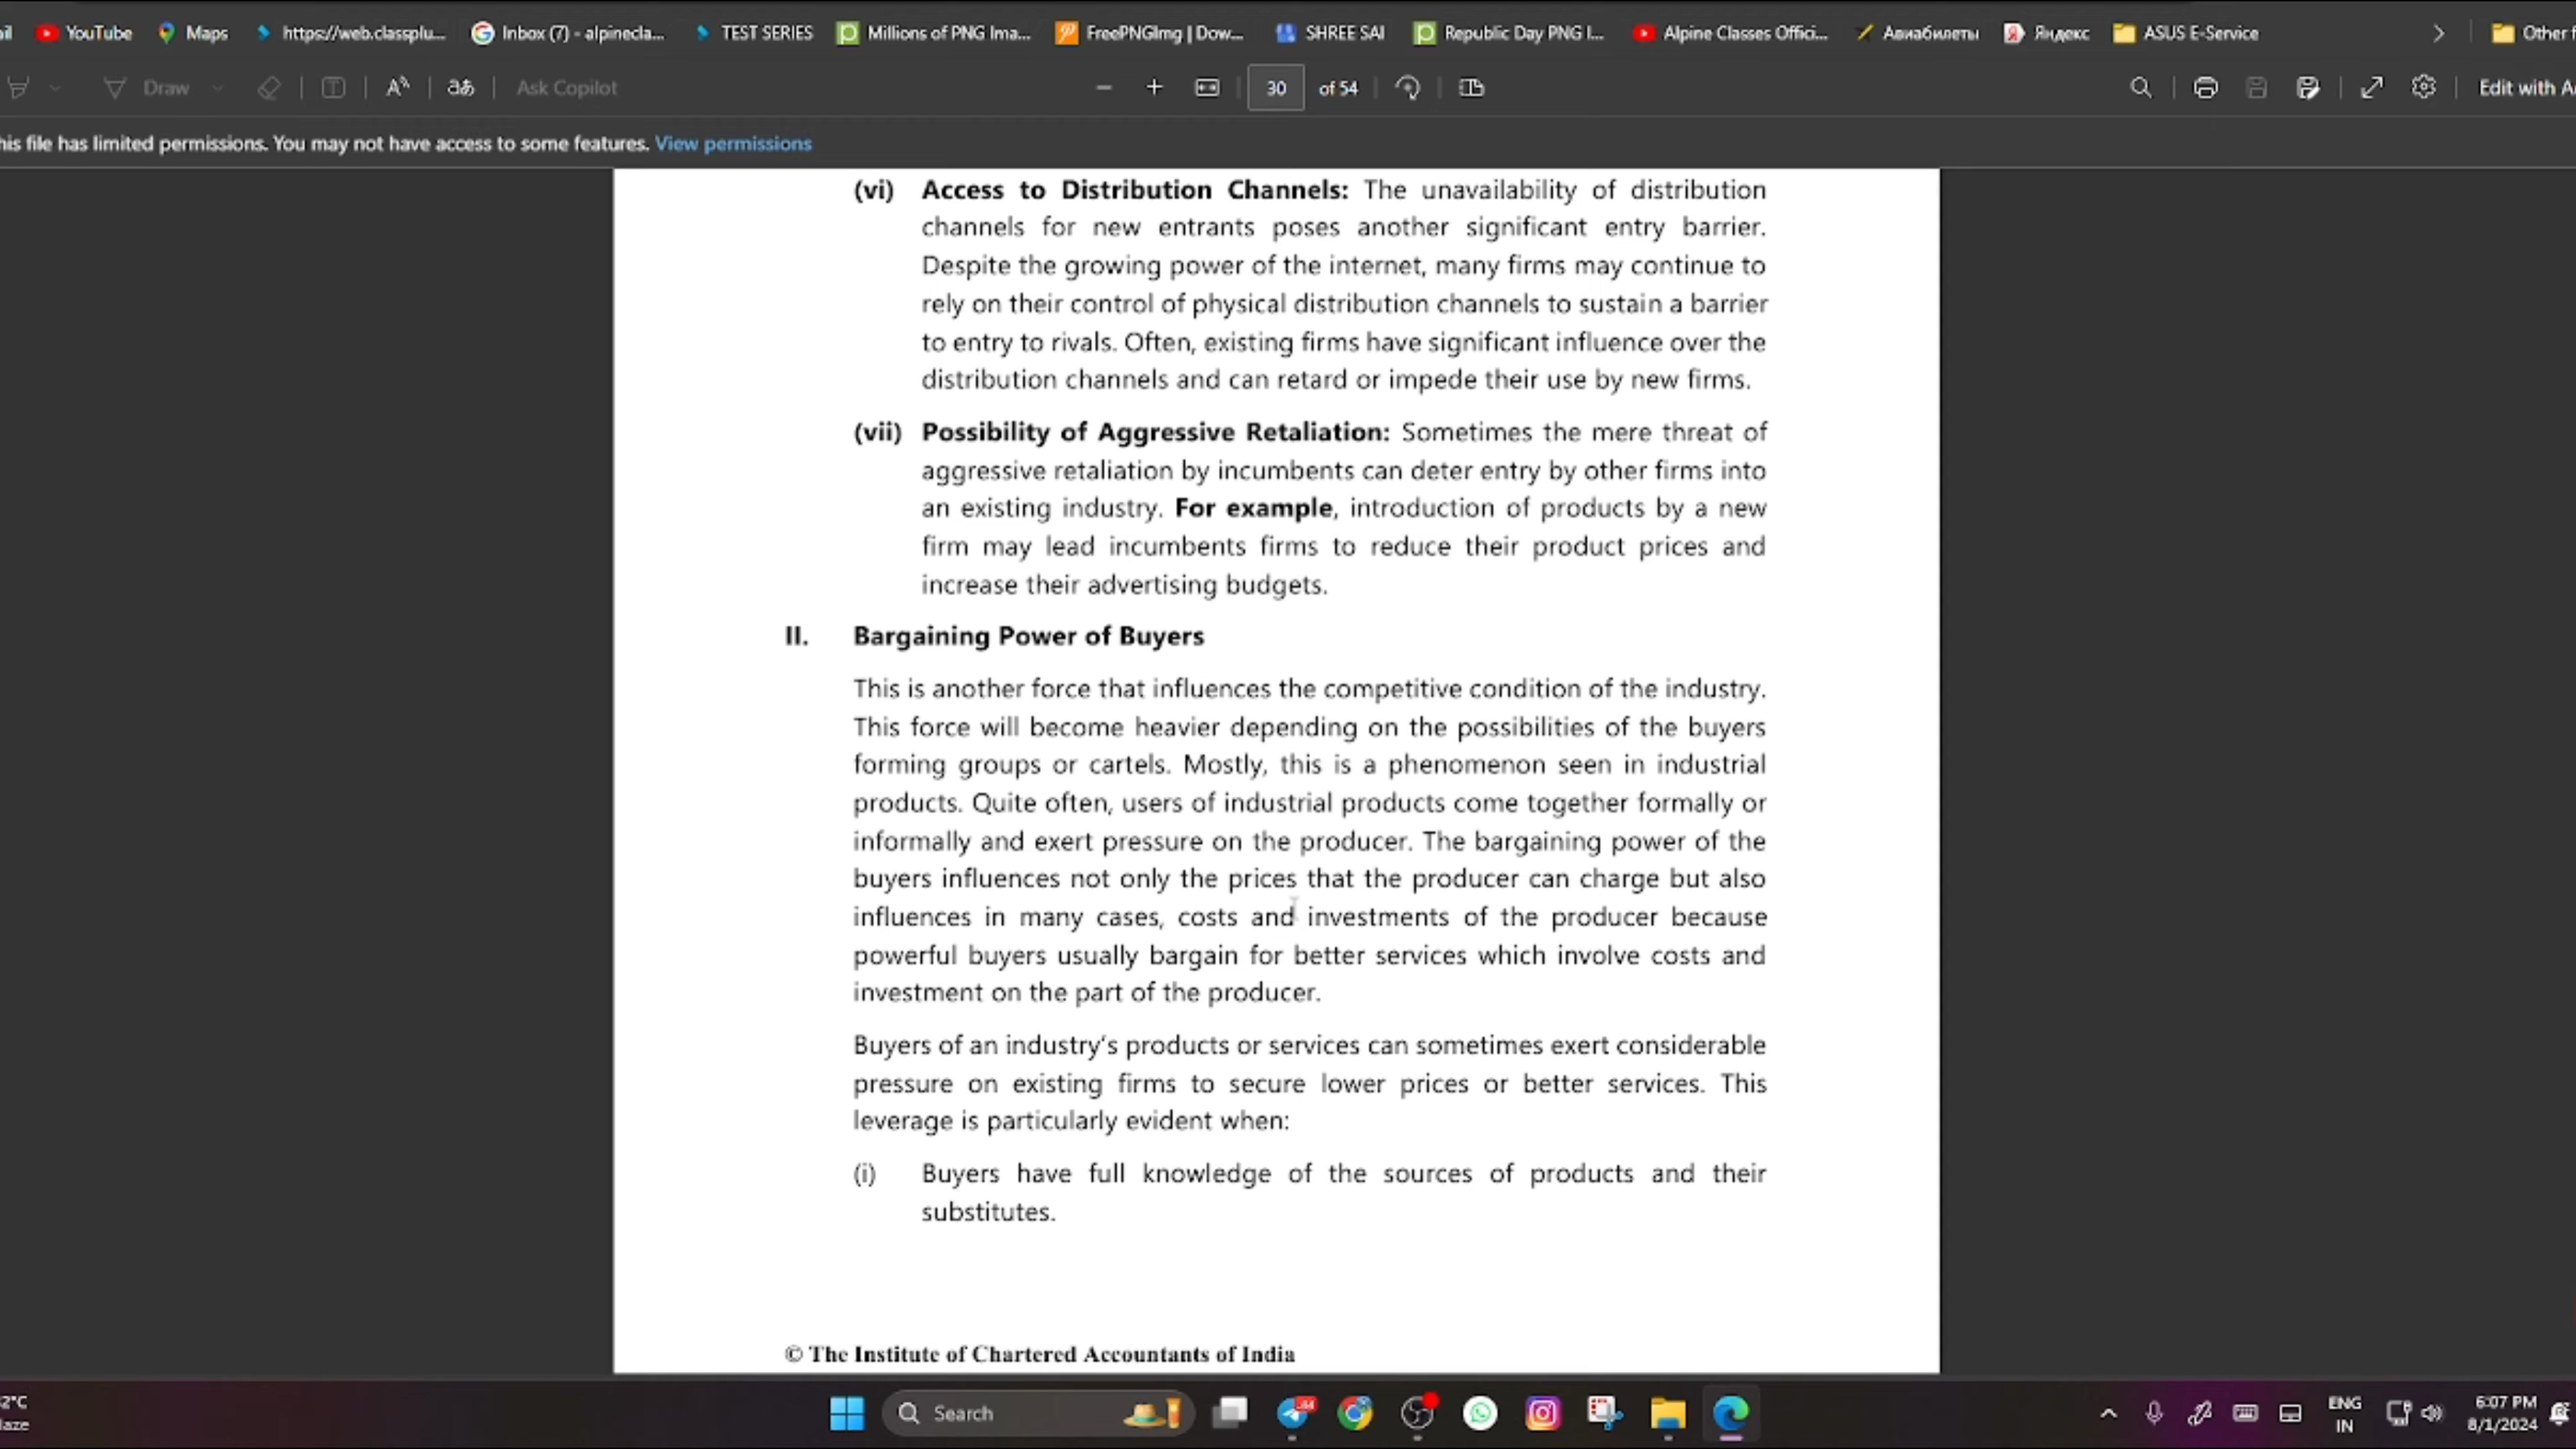 il YouTube Maps https://web.classplu... Inbox (7) - alpinecla... TEST SERIES Millions of PNG Ima... FreePNGImg | Dow... SHREE SAI Republic Day PNG I... Alpine Classes Offici... Авиабилеты Яндекс ASUS E-Service Other f
Draw Ask Copilot 30 of 54 Edit with A
his file has limited permissions. You may not have access to some features. View permissions
(vi) Access to Distribution Channels: The unavailability of distribution
channels for new entrants poses another significant entry barrier.
Despite the growing power of the internet, many firms may continue to
rely on their control of physical distribution channels to sustain a barrier
to entry to rivals. Often, existing firms have significant influence over the
distribution channels and can retard or impede their use by new firms.
(vii) Possibility of Aggressive Retaliation: Sometimes the mere threat of
aggressive retaliation by incumbents can deter entry by other firms into
an existing industry. For example, introduction of products by a new
firm may lead incumbents firms to reduce their product prices and
increase their advertising budgets.
II. Bargaining Power of Buyers
This is another force that influences the competitive condition of the industry.
This force will become heavier depending on the possibilities of the buyers
forming groups or cartels. Mostly, this is a phenomenon seen in industrial
products. Quite often, users of industrial products come together formally or
informally and exert pressure on the producer. The bargaining power of the
buyers influences not only the prices that the producer can charge but also
influences in many cases, costs and investments of the producer because
powerful buyers usually bargain for better services which involve costs and
investment on the part of the producer.
Buyers of an industry's products or services can sometimes exert considerable
pressure on existing firms to secure lower prices or better services. This
leverage is particularly evident when:
(i) Buyers have full knowledge of the sources of products and their
substitutes.
© The Institute of Chartered Accountants of India
2°C
laze
Search
ENG
IN
6:07 PM
8/1/2024